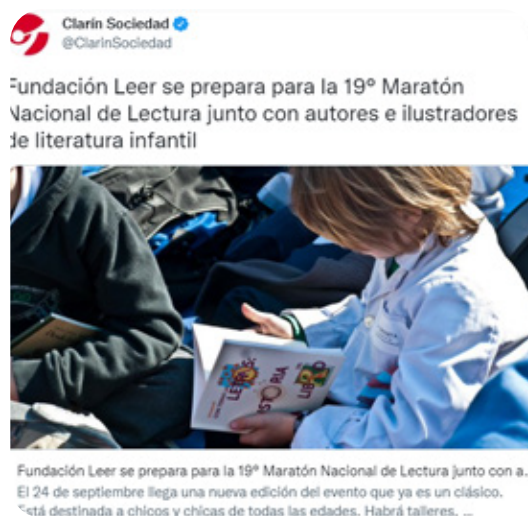 Clarín Sociedad
@ClarinSociedad
Fundación Leer se prepara para la 19° Maratón
Nacional de Lectura junto con autores e ilustradores
de literatura infantil
LETRAS:
HISTORIA
LIBRO
Fundación Leer se prepara para la 19° Maratón Nacional de Lectura junto con a...
El 24 de septiembre llega una nueva edición del evento que ya es un clásico.
Está destinada a chicos y chicas de todas las edades. Habrá talleres, ...